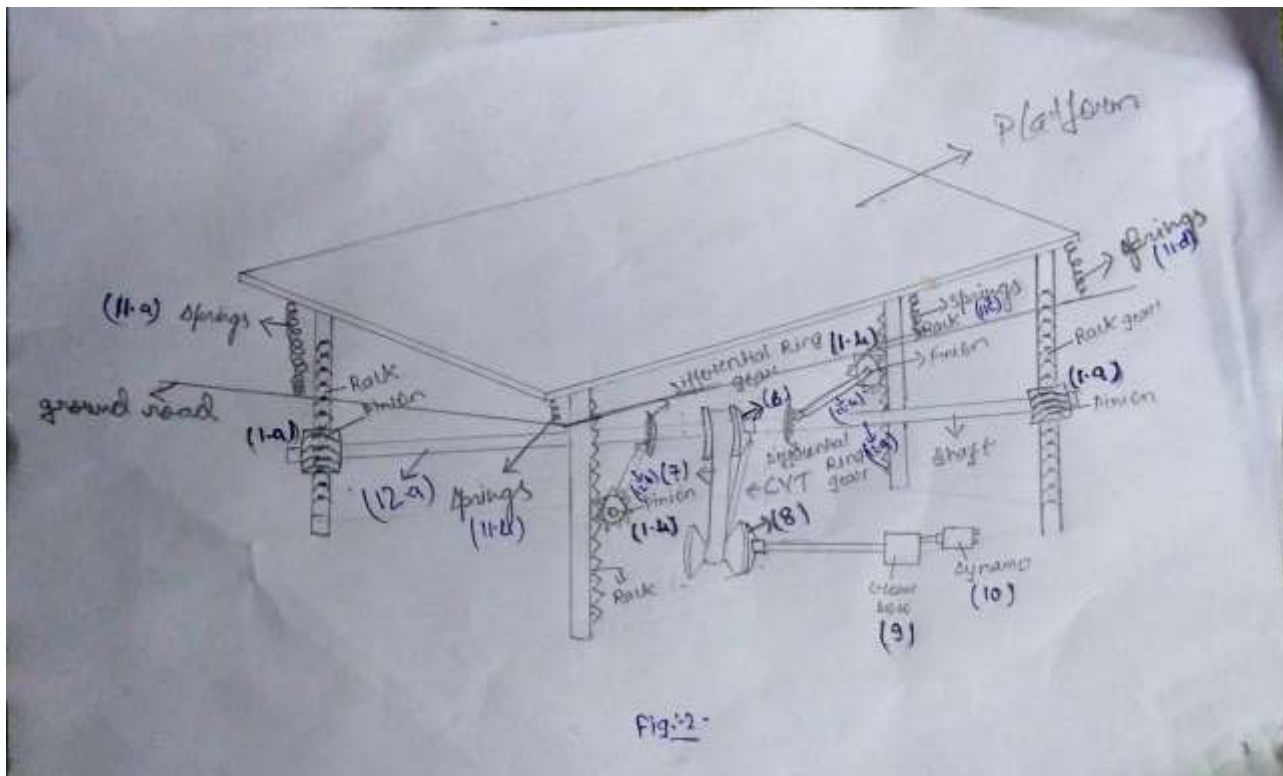 Platform
Springs
(11.d)
(11.a) Springs
Springs
Rack
Differential Ring
gear
(1-b)
Pinion
Rack gear
(1-a)
Pinion
Rack
Pinion
ground road
(1-a)
(6)
Differential
Ring
gear
Shaft
(12-a)
Springs
(11.b)
(7)
Pinion
(1-b)
CVT
(8)
Rack
Gear
box
(9)
Dynamo
(10)
Fig:-2-